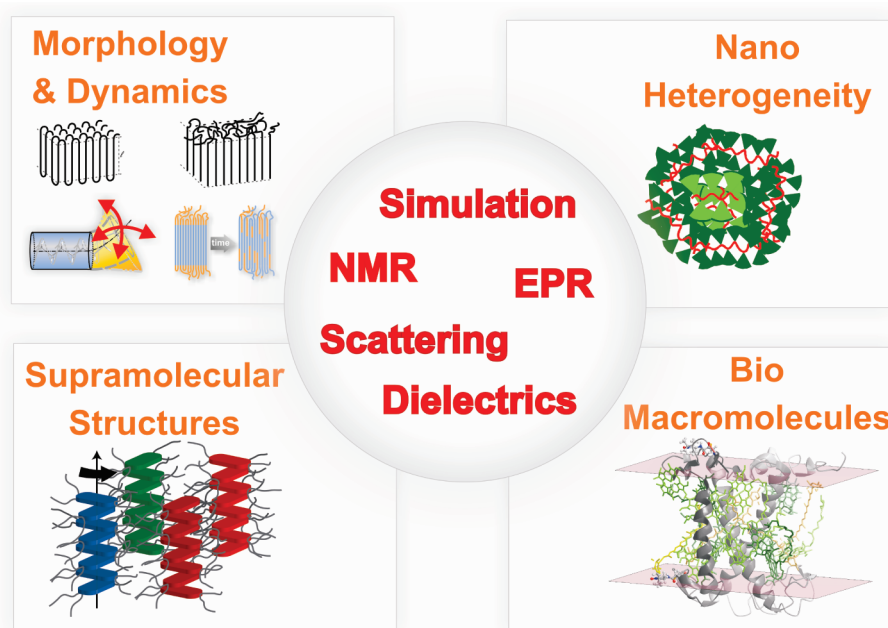 Morphology
& Dynamics
time
Nano
Heterogeneity
Simulation
NMR
EPR
Scattering
Dielectrics
Supramolecular
Structures
Bio
Macromolecules